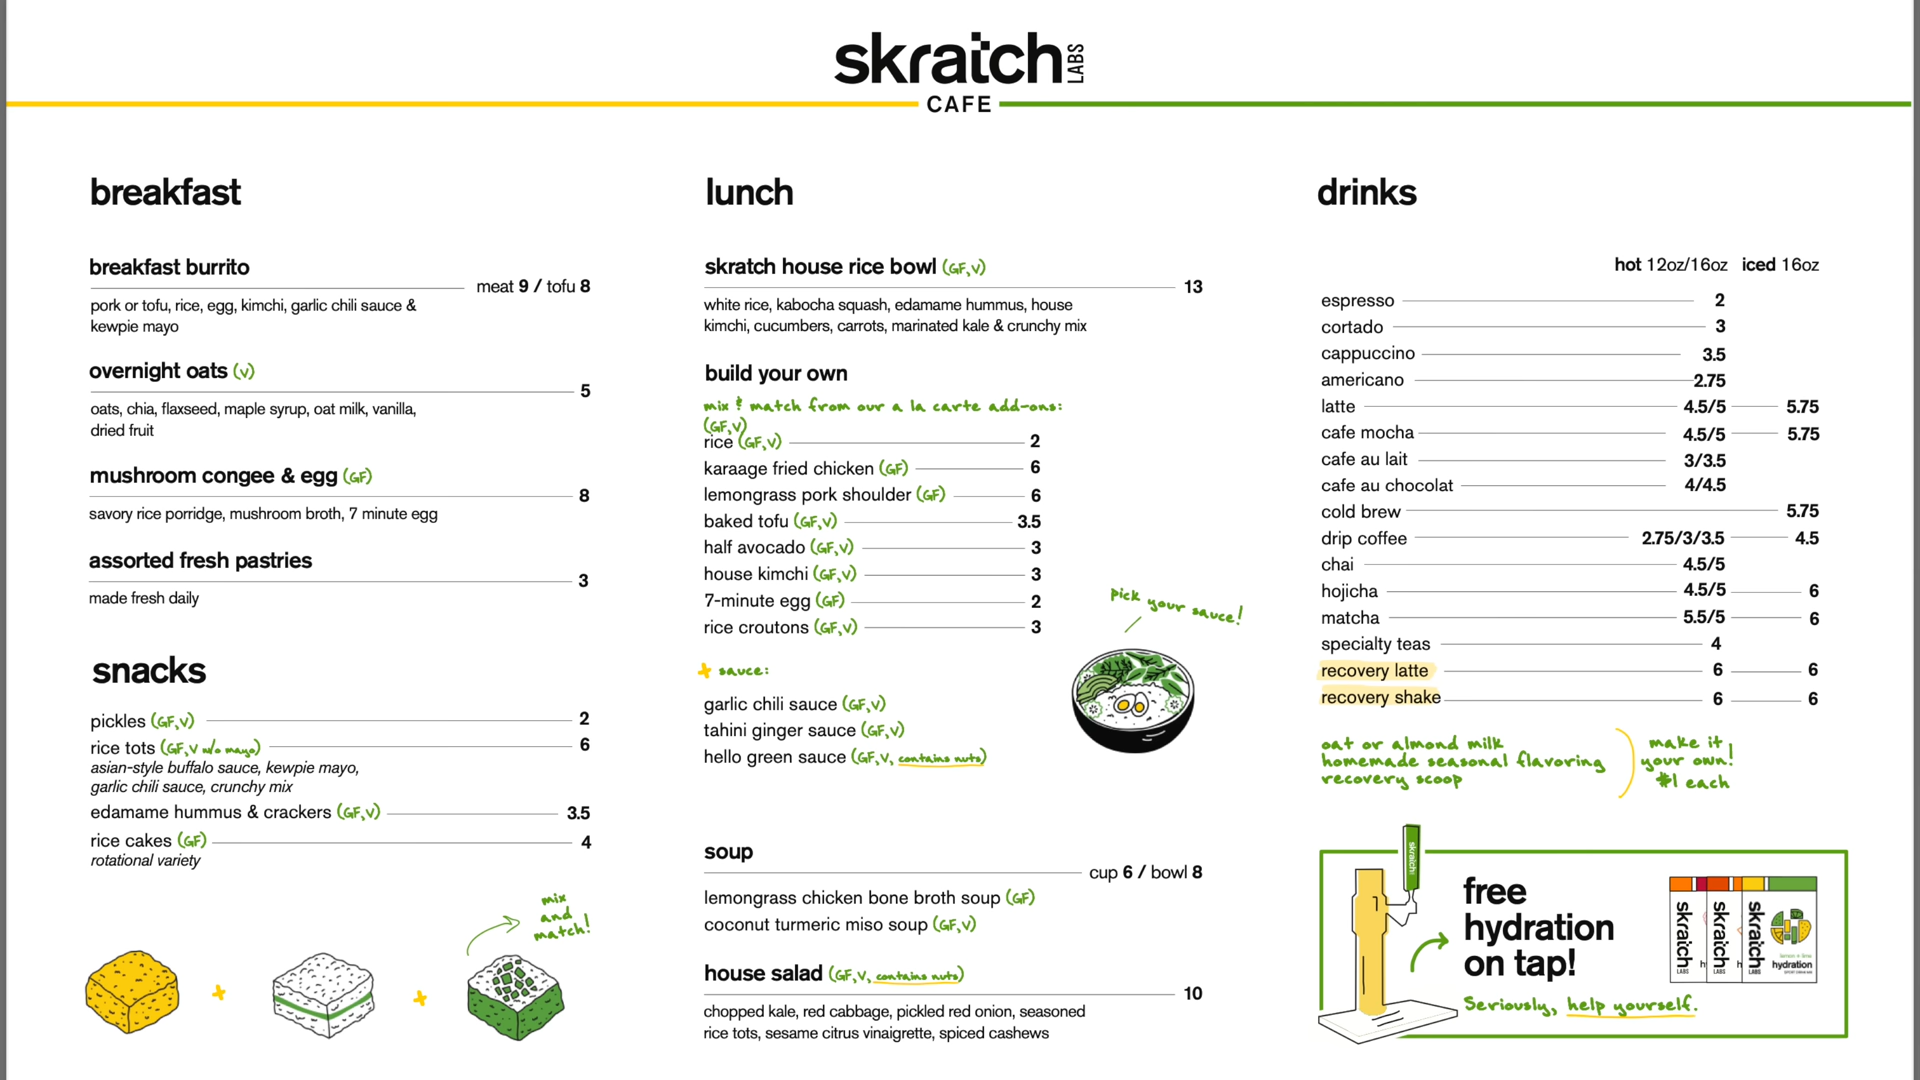 skratch LABS
CAFE
breakfast
breakfast burrito
meat 9 / tofu 8
pork or tofu, rice, egg, kimchi, garlic chili sauce &
kewpie mayo
overnight oats (V)
5
oats, chia, flaxseed, maple syrup, oat milk, vanilla,
dried fruit
mushroom congee & egg (GF)
8
savory rice porridge, mushroom broth, 7 minute egg
assorted fresh pastries
3
made fresh daily
snacks
pickles (GF,V) 2
rice tots (GF,V w/o mayo) 6
asian-style buffalo sauce, kewpie mayo,
garlic chili sauce, crunchy mix
edamame hummus & crackers (GF,V) 3.5
rice cakes (GF) 4
rotational variety
mix
and
match!
lunch
skratch house rice bowl (GF,V)
13
white rice, kabocha squash, edamame hummus, house
kimchi, cucumbers, carrots, marinated kale & crunchy mix
build your own
mix & match from our a la carte add-ons:
(GF,V)
rice (GF,V) 2
karaage fried chicken (GF) 6
lemongrass pork shoulder (GF) 6
baked tofu (GF,V) 3.5
half avocado (GF,V) 3
house kimchi (GF,V) 3
7-minute egg (GF) 2
rice croutons (GF,V) 3
pick your sauce!
+ sauce:
garlic chili sauce (GF,V)
tahini ginger sauce (GF,V)
hello green sauce (GF,V, contains nuts)
soup
cup 6 / bowl 8
lemongrass chicken bone broth soup (GF)
coconut turmeric miso soup (GF,V)
house salad (GF,V, contains nuts)
10
chopped kale, red cabbage, pickled red onion, seasoned
rice tots, sesame citrus vinaigrette, spiced cashews
drinks
hot 12oz/16oz iced 16oz
espresso 2
cortado 3
cappuccino 3.5
americano 2.75
latte 4.5/5 5.75
cafe mocha 4.5/5 5.75
cafe au lait 3/3.5
cafe au chocolat 4/4.5
cold brew 5.75
drip coffee 2.75/3/3.5 4.5
chai 4.5/5
hojicha 4.5/5 6
matcha 5.5/5 6
specialty teas 4
recovery latte 6 6
recovery shake 6 6
oat or almond milk
homemade seasonal flavoring
recovery scoop
make it
your own!
$1 each
skratch
free
hydration
on tap!
Seriously, help yourself.
skratch LABS
skratch LABS
skratch LABS
hydration